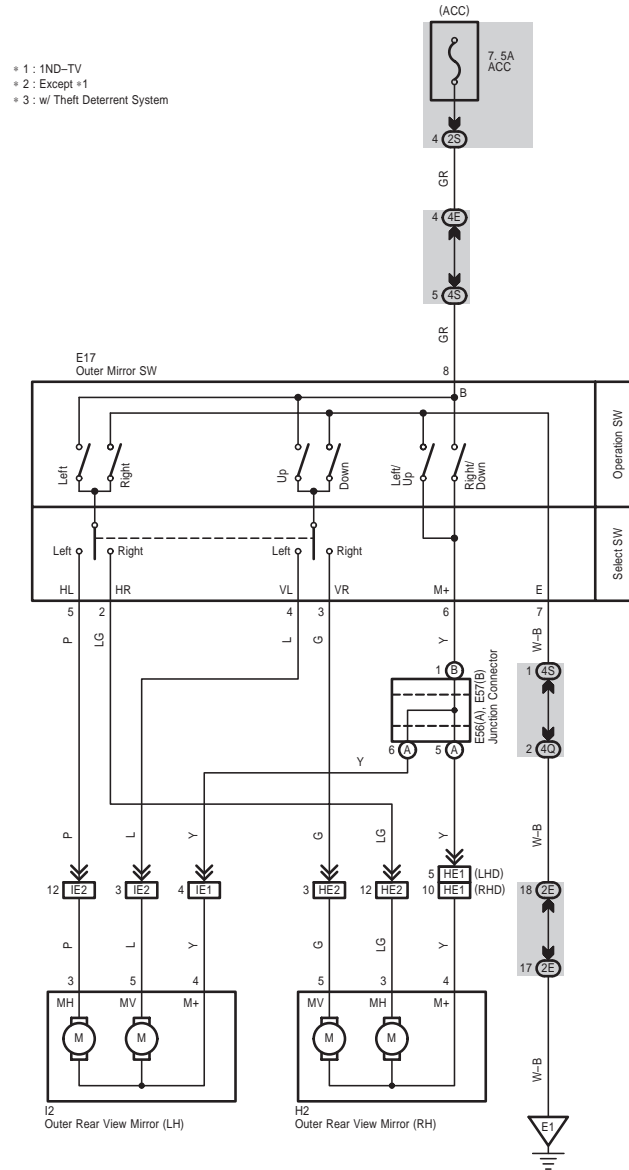 (ACC)
7. 5A
ACC
∗ 1 : 1ND–TV
∗ 2 : Except ∗1
∗ 3 : w/ Theft Deterrent System
4 2S
GR
4 4E
5 4S
GR
E17
Outer Mirror SW
8
B
Operation SW
Left
Right
Up
Down
Left/
Up
Right/
Down
Select SW
Left Right Left Right
HL HR VL VR M+ E
5 2 4 3 6 7
P LG L G Y W–B
1 B
E56(A), E57(B)
Junction Connector
6 A 5 A
1 4S
2 4Q
Y
P L Y G LG Y W–B
12 IE2 3 IE2 4 IE1 3 HE2 12 HE2
5 HE1 (LHD)
10 HE1 (RHD)
18 2E
17 2E
P L Y G LG Y
3 5 4 5 3 4
MH MV M+ MV MH M+
M M M M
W–B
I2
Outer Rear View Mirror (LH)
H2
Outer Rear View Mirror (RH)
E1